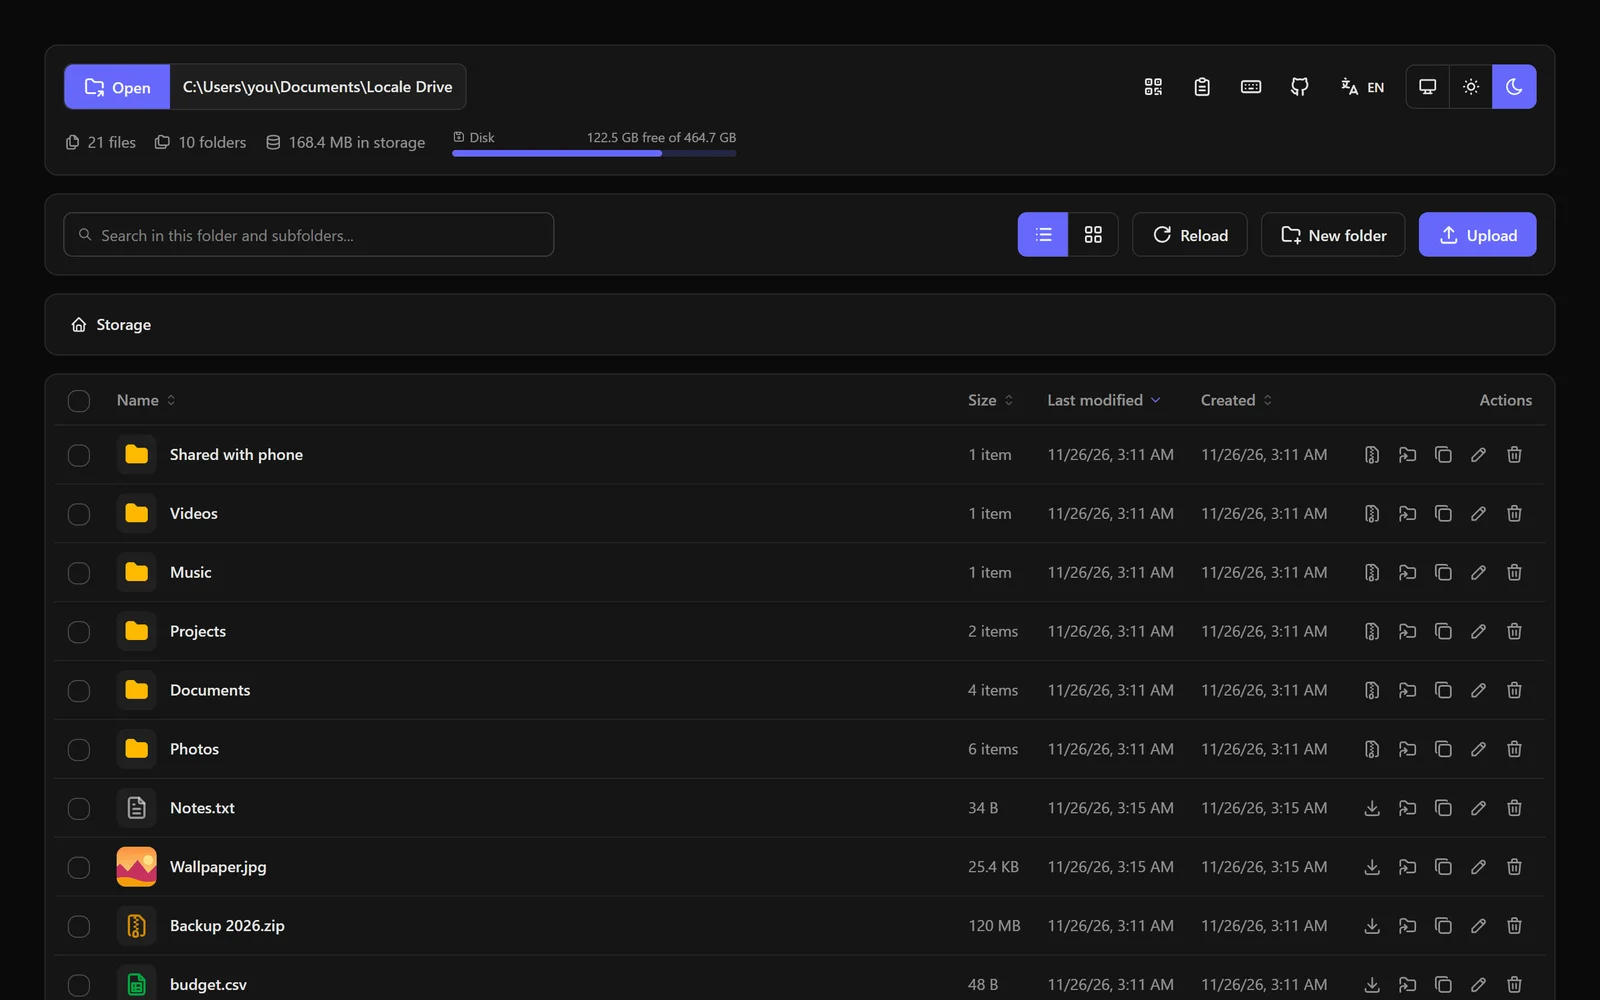 Open C:\Users\you\Documents\Locale Drive EN
21 files 10 folders 168.4 MB in storage Disk 122.5 GB free of 464.7 GB
Search in this folder and subfolders... Reload New folder Upload
Storage
Name Size Last modified Created Actions
Shared with phone 1 item 11/26/26, 3:11 AM 11/26/26, 3:11 AM
Videos 1 item 11/26/26, 3:11 AM 11/26/26, 3:11 AM
Music 1 item 11/26/26, 3:11 AM 11/26/26, 3:11 AM
Projects 2 items 11/26/26, 3:11 AM 11/26/26, 3:11 AM
Documents 4 items 11/26/26, 3:11 AM 11/26/26, 3:11 AM
Photos 6 items 11/26/26, 3:11 AM 11/26/26, 3:11 AM
Notes.txt 34 B 11/26/26, 3:15 AM 11/26/26, 3:15 AM
Wallpaper.jpg 25.4 KB 11/26/26, 3:15 AM 11/26/26, 3:15 AM
Backup 2026.zip 120 MB 11/26/26, 3:11 AM 11/26/26, 3:11 AM
budget.csv 48 B 11/26/26, 3:11 AM 11/26/26, 3:11 AM